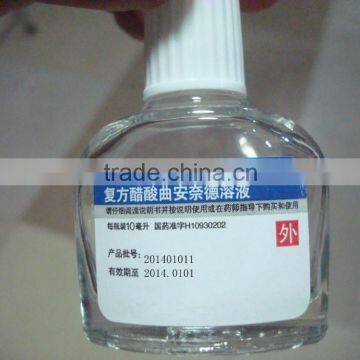 trade.china.cn
复方醋酸曲安奈德溶液
请仔细阅读说明书并按说明使用或在药师指导下购买和使用
每瓶装10毫升 国药准字H10930202
外
产品批号: 201401011
有效期至 2014.0101